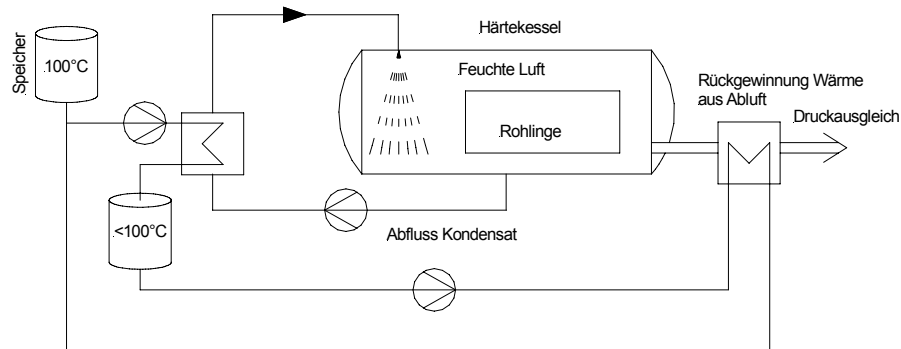 Härtekessel
Speicher
100°C
Feuchte Luft
Rückgewinnung Wärme
aus Abluft
Druckausgleich
Rohlinge
<100°C
Abfluss Kondensat